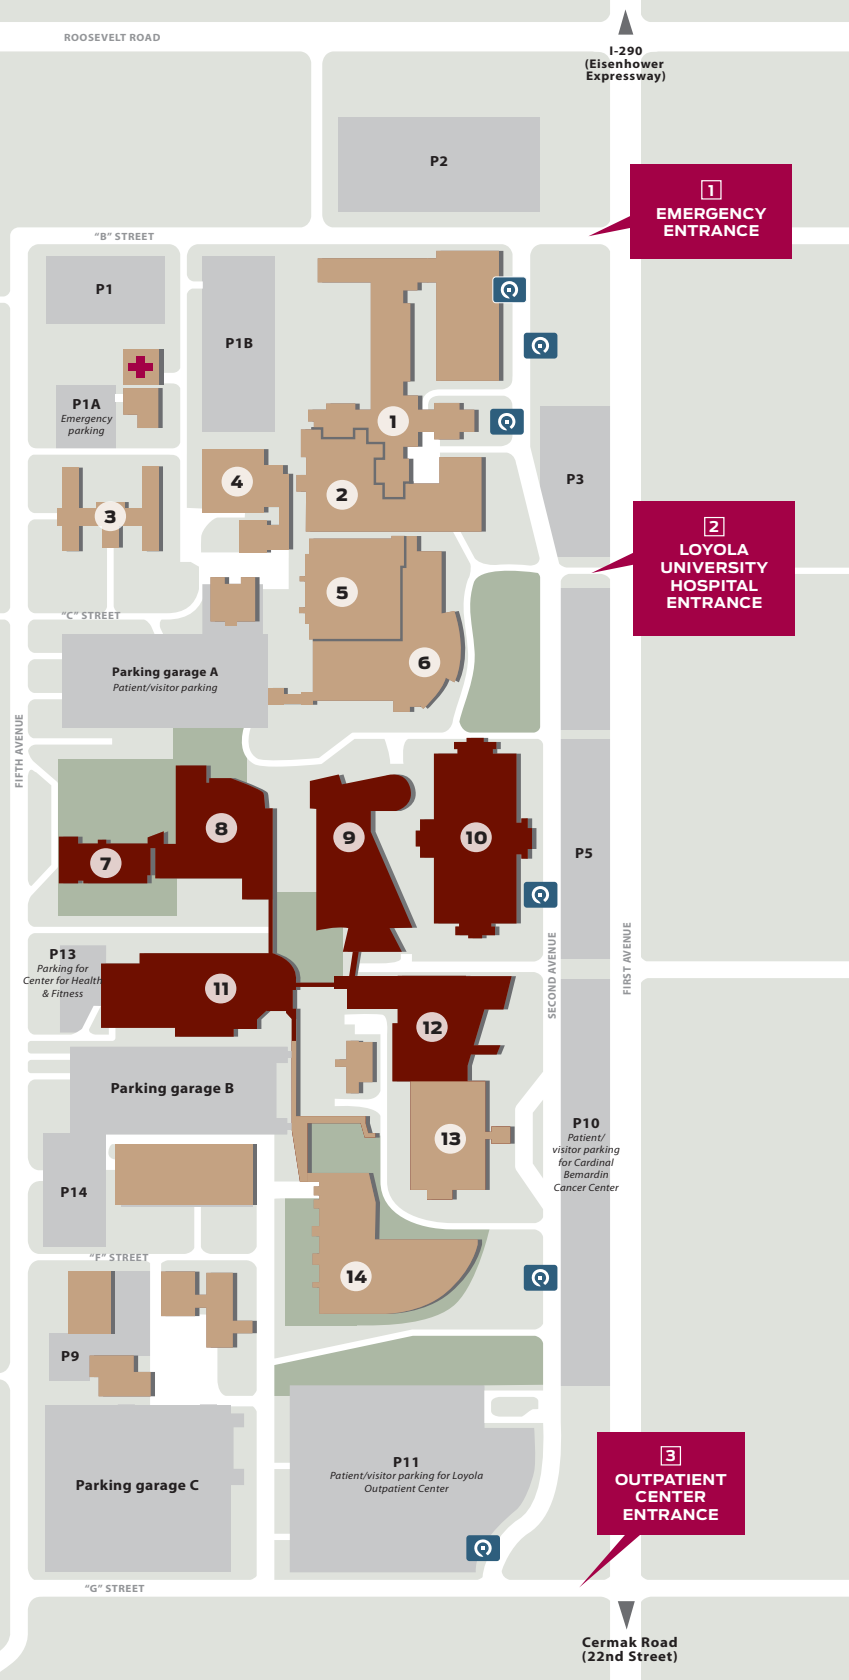 ROOSEVELT ROAD
I-290
(Eisenhower
Expressway)
P2
1
EMERGENCY
ENTRANCE
"B" STREET
P1
P1B
P1A
Emergency
parking
1
4
2
3
P3
2
LOYOLA
UNIVERSITY
HOSPITAL
ENTRANCE
5
"C" STREET
6
Parking garage A
Patient/visitor parking
FIFTH AVENUE
8
9
10
7
P5
SECOND AVENUE
FIRST AVENUE
P13
Parking for
Center for Health
& Fitness
11
12
Parking garage B
13
P10
Patient/
visitor parking
for Cardinal
Bernardin
Cancer Center
P14
"F" STREET
14
P9
3
OUTPATIENT
CENTER
ENTRANCE
Parking garage C
P11
Patient/visitor parking for Loyola
Outpatient Center
"G" STREET
Cermak Road
(22nd Street)